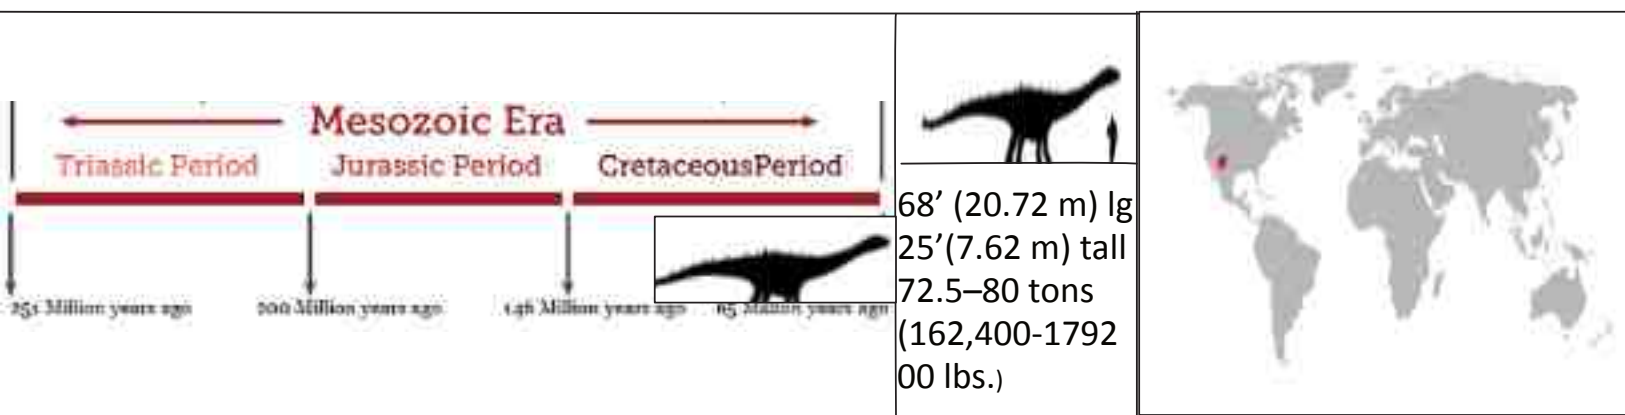 Mesozoic Era
Triassic Period
Jurassic Period
CretaceousPeriod
251 Million years ago
200 Million years ago
146 Million years ago
65 Million years ago
68’ (20.72 m) lg
25’(7.62 m) tall
72.5–80 tons
(162,400-1792
00 lbs.)